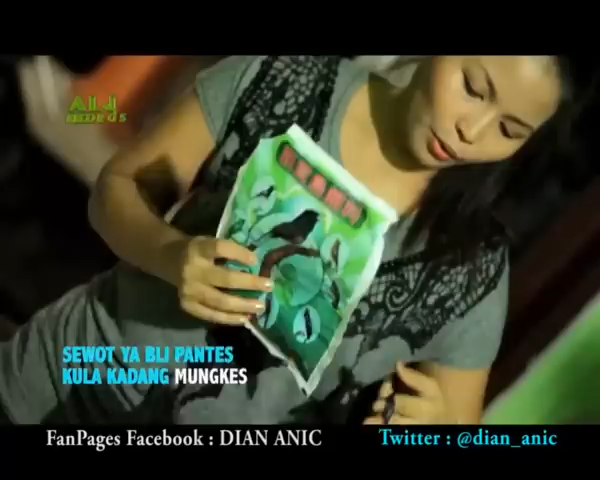 SEWOT YA BLI PANTES
KULA KADANG MUNGKES
FanPages Facebook : DIAN ANIC
Twitter : @dian_anic